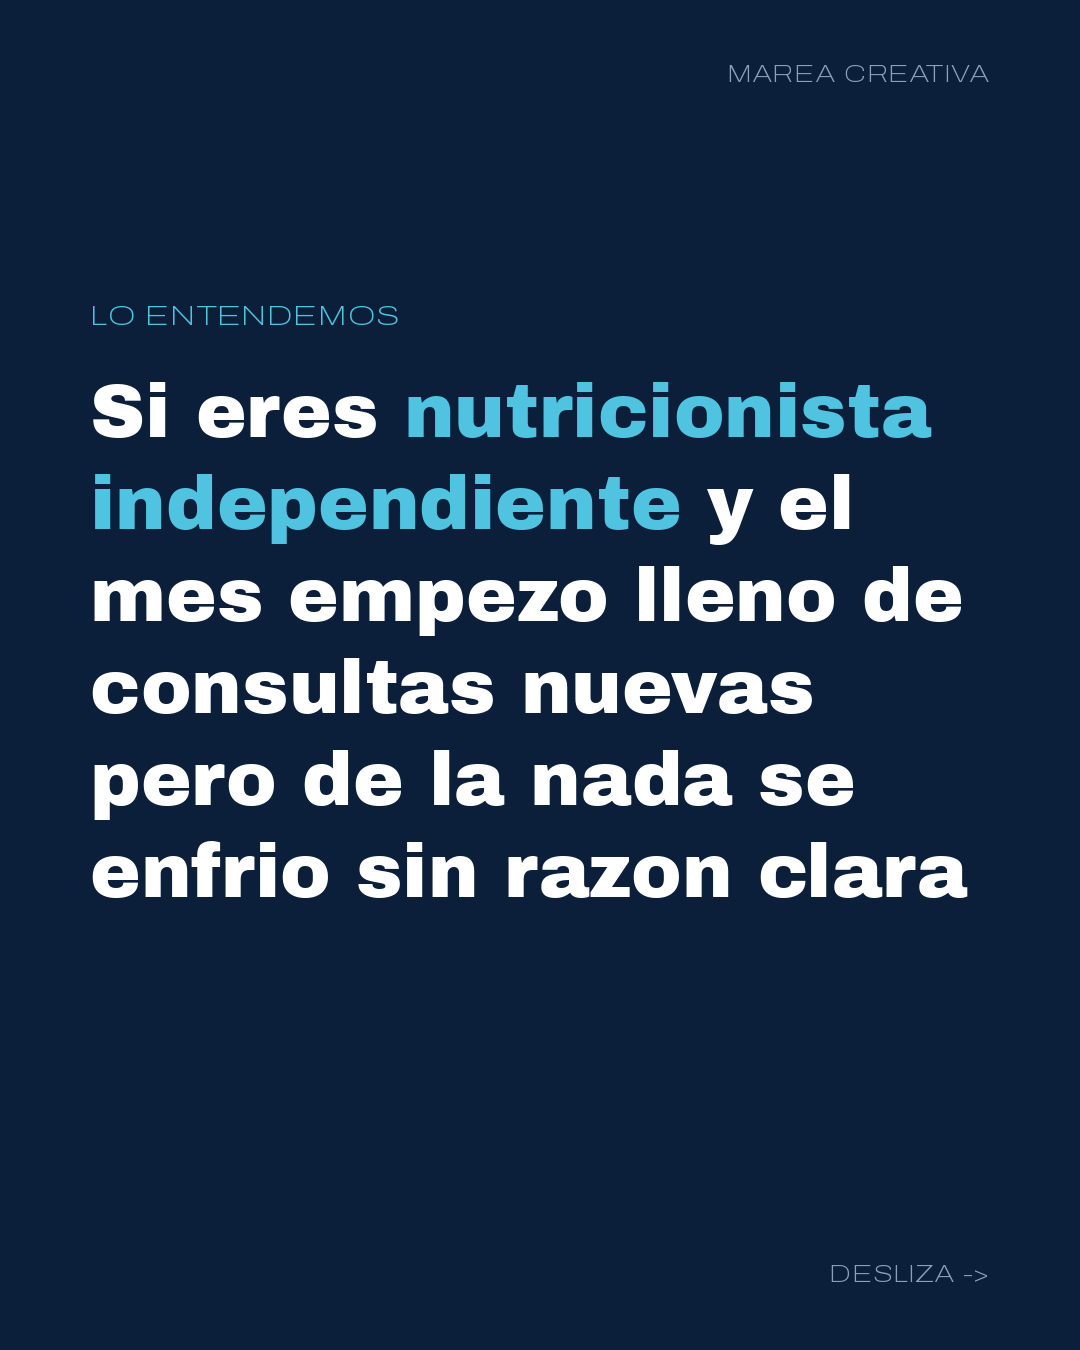 MAREA CREATIVA
LO ENTENDEMOS
Si eres nutricionista
independiente y el
mes empezo lleno de
consultas nuevas
pero de la nada se
enfrio sin razon clara
DESLIZA ->